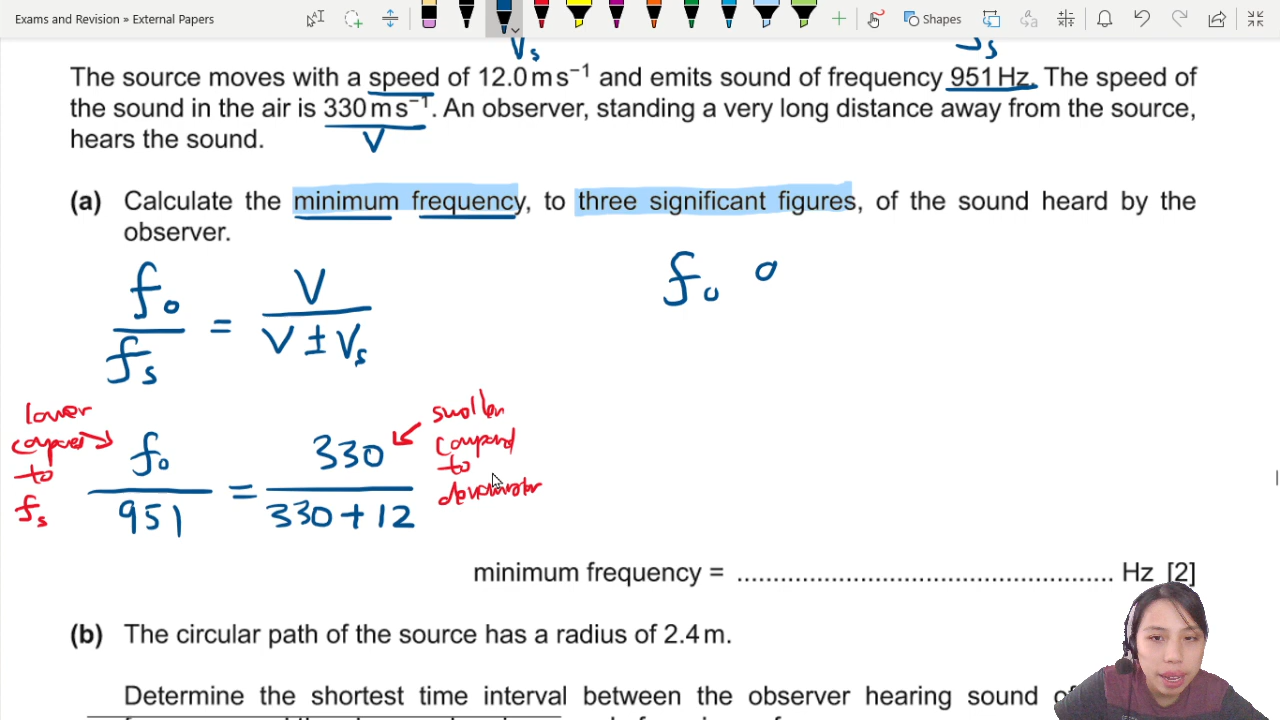 Exams and Revision » External Papers
Shapes
Vs
fs
The source moves with a speed of 12.0 m s⁻¹ and emits sound of frequency 951 Hz. The speed of
the sound in the air is 330 m s⁻¹. An observer, standing a very long distance away from the source,
hears the sound.
V
(a) Calculate the minimum frequency, to three significant figures, of the sound heard by the
observer.
fo / fs = V / V ± Vs
fo
lower
compared
to
fs
fo / 951 = 330 / 330 + 12
smaller
compared
to
denominator
minimum frequency = .................................................... Hz [2]
(b) The circular path of the source has a radius of 2.4 m.
Determine the shortest time interval between the observer hearing sound